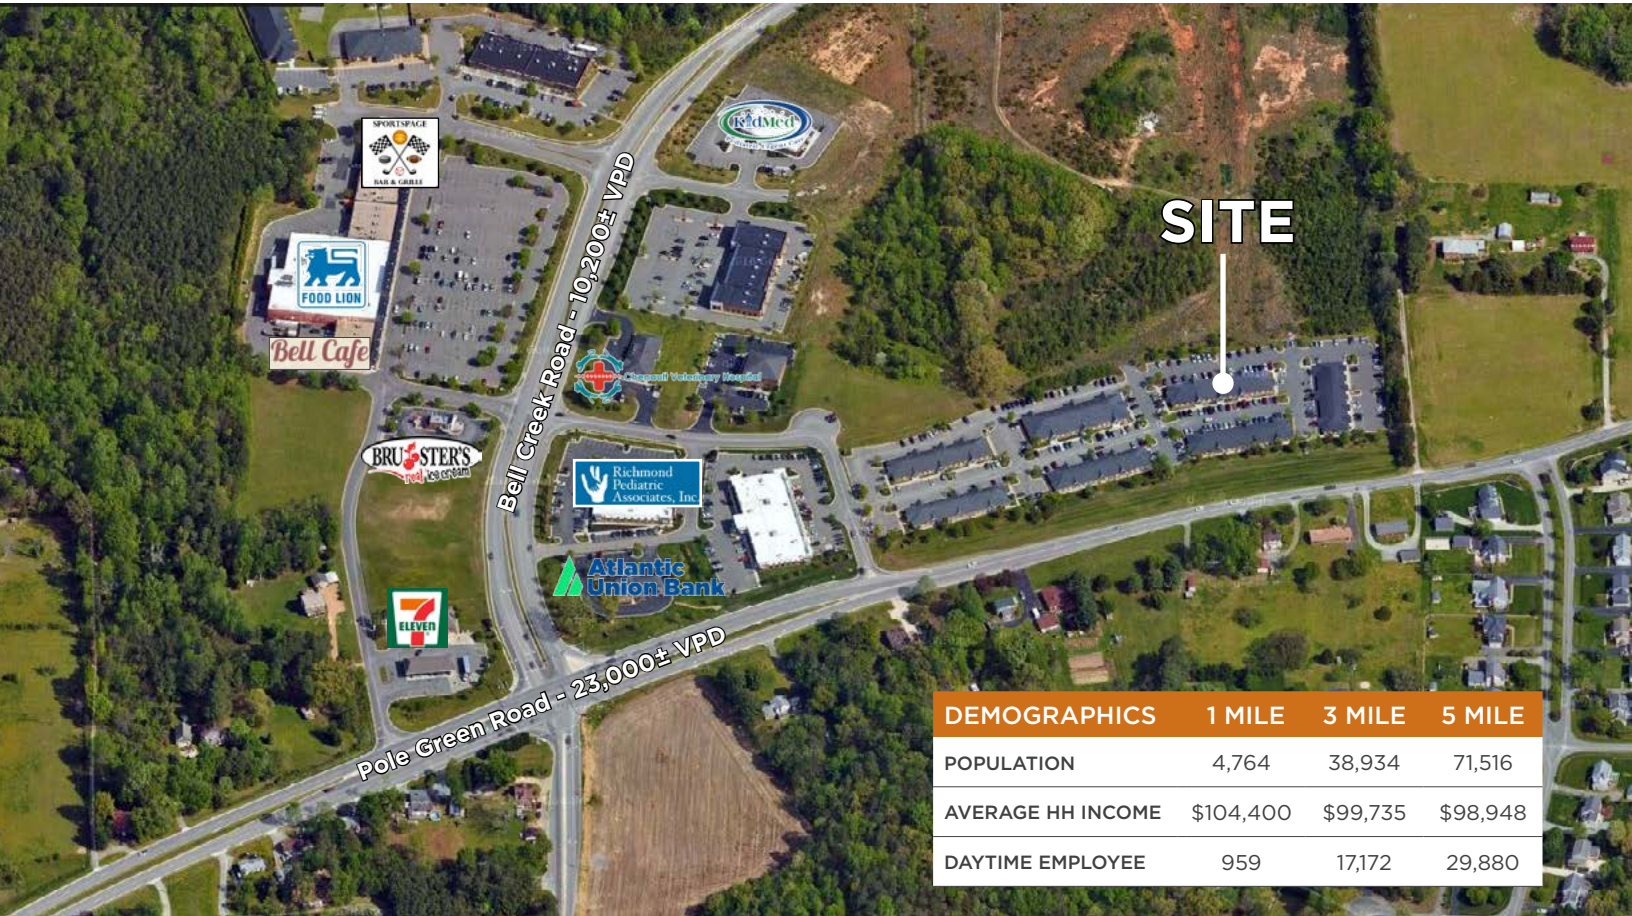 SPORTSPAGE
BAR & GRILLE
KidMed
FOOD LION
Bell Cafe
SITE
Bell Creek Road - 10,200± VPD
Chenault Veterinary Hospital
BRUSTER'S
real ice cream
Richmond
Pediatric
Associates, Inc.
Atlantic
Union Bank
7
ELEVEn
Pole Green Road - 23,000± VPD
DEMOGRAPHICS 1 MILE 3 MILE 5 MILE
POPULATION 4,764 38,934 71,516
AVERAGE HH INCOME $104,400 $99,735 $98,948
DAYTIME EMPLOYEE 959 17,172 29,880